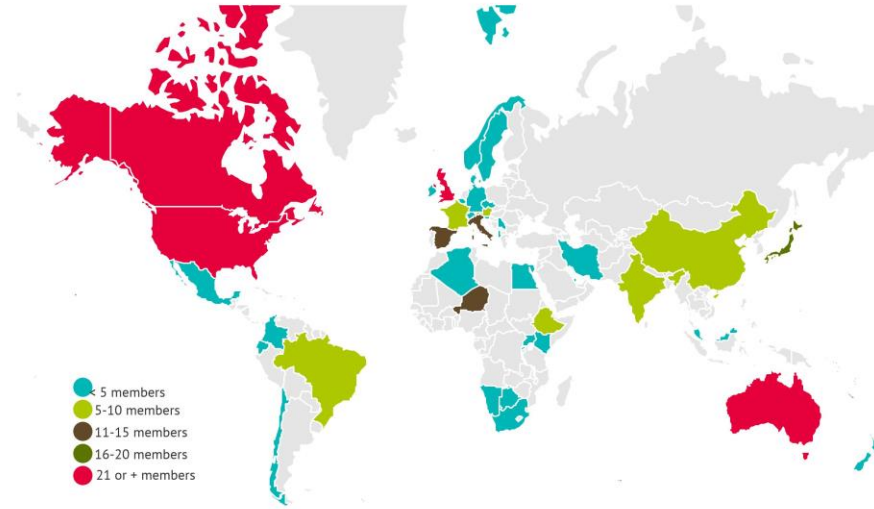 < 5 members
5-10 members
11-15 members
16-20 members
21 or + members